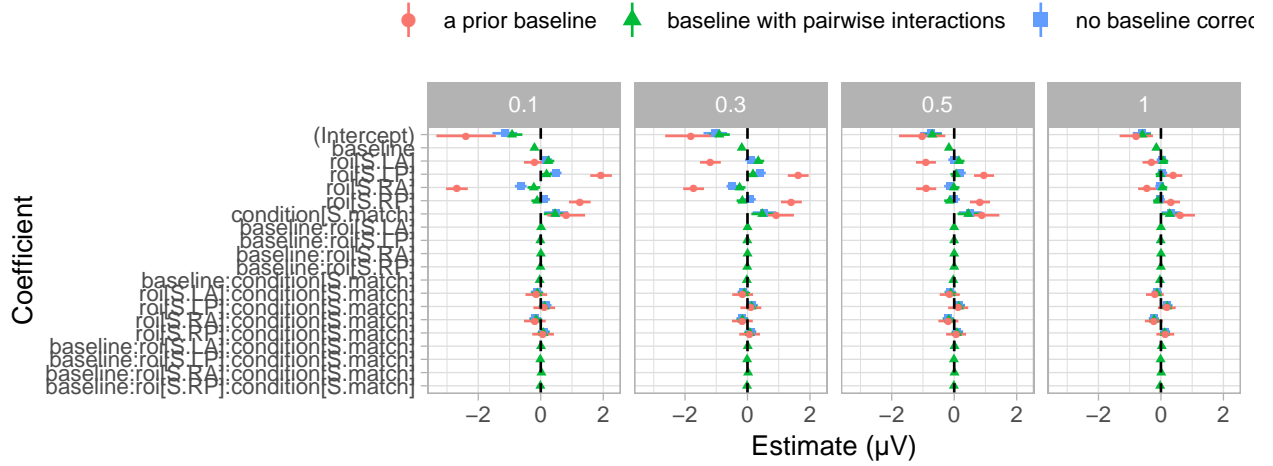 a prior baseline baseline with pairwise interactions no baseline correc
0.1 0.3 0.5 1
Coefficient
(Intercept)
baseline
roi[S.LA]
roi[S.LP]
roi[S.RA]
roi[S.RP]
condition[S.match]
baseline:roi[S.LA]
baseline:roi[S.LP]
baseline:roi[S.RA]
baseline:roi[S.RP]
baseline:condition[S.match]
roi[S.LA]:condition[S.match]
roi[S.LP]:condition[S.match]
roi[S.RA]:condition[S.match]
roi[S.RP]:condition[S.match]
baseline:roi[S.LA]:condition[S.match]
baseline:roi[S.LP]:condition[S.match]
baseline:roi[S.RA]:condition[S.match]
baseline:roi[S.RP]:condition[S.match]
−2 0 2 −2 0 2 −2 0 2 −2 0 2
Estimate (µV)